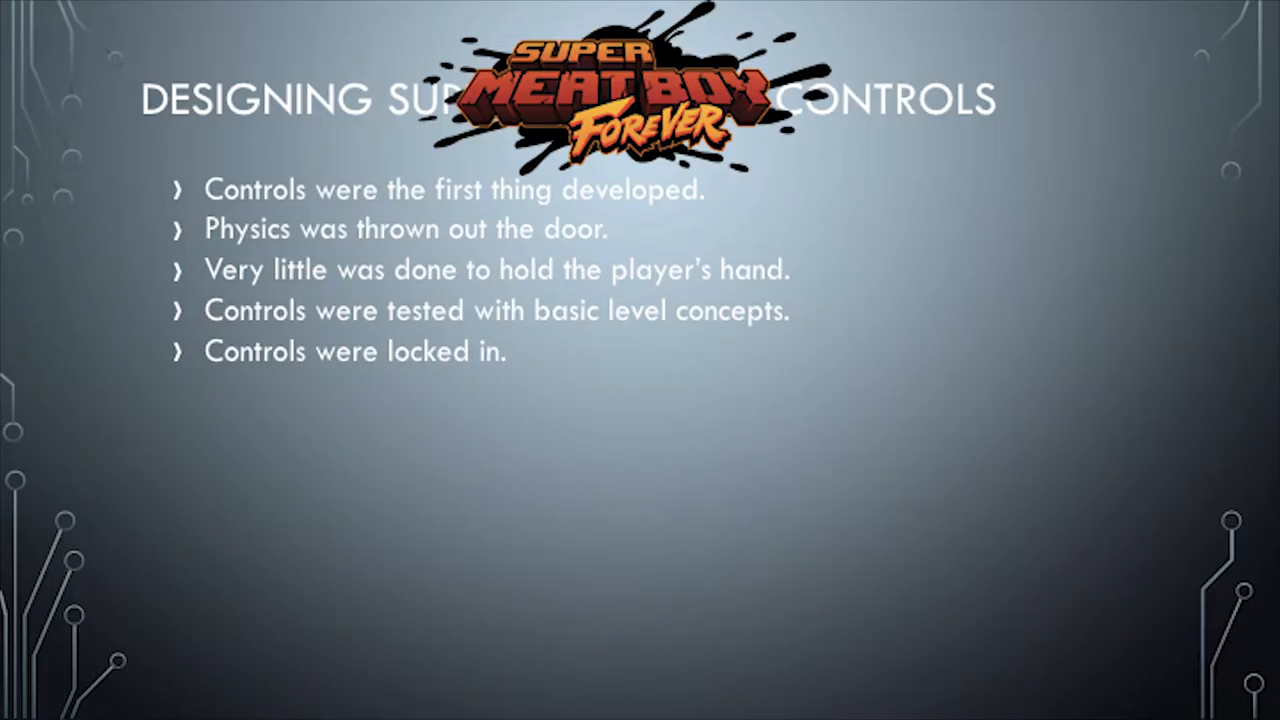 SUPER
MEAT BOY
FOREVER
DESIGNING SUP CONTROLS
› Controls were the first thing developed.
› Physics was thrown out the door.
› Very little was done to hold the player's hand.
› Controls were tested with basic level concepts.
› Controls were locked in.